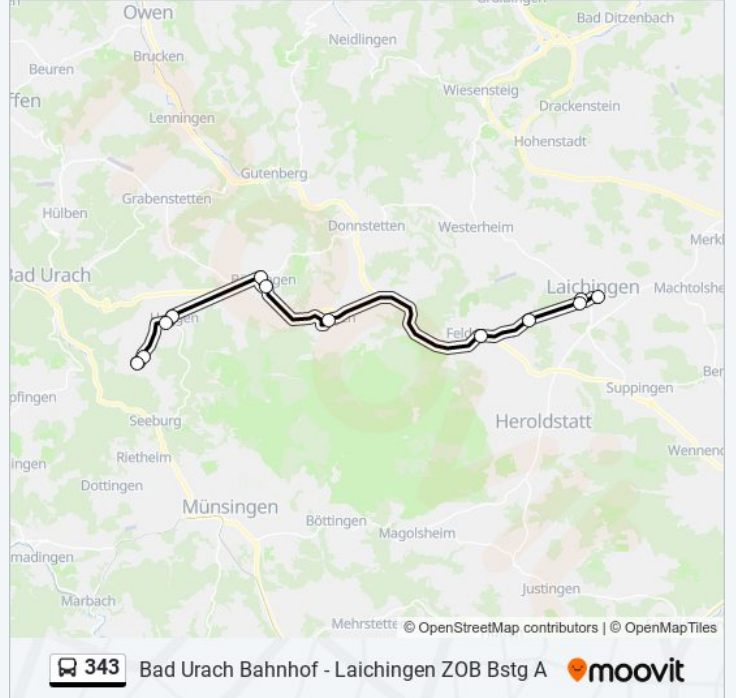 Owen
Bad Ditzenbach
Neidlingen
Brucken
Beuren
Wiesensteig
ffen
Drackenstein
Lenningen
Hohenstadt
Gutenberg
Grabenstetten
Hülben
Donnstetten
Westerheim
Merkl
Bad Urach
Laichingen
Machtolshe
Feld
Ber
Suppingen
pfingen
Seeburg
Heroldstatt
Rietheim
Wennend
ingen
Dottingen
Münsingen
Böttingen
Magolsheim
madingen
Justingen
Marbach
Mehrstette
© OpenStreetMap contributors | © OpenMapTiles
343 Bad Urach Bahnhof - Laichingen ZOB Bstg A moovit